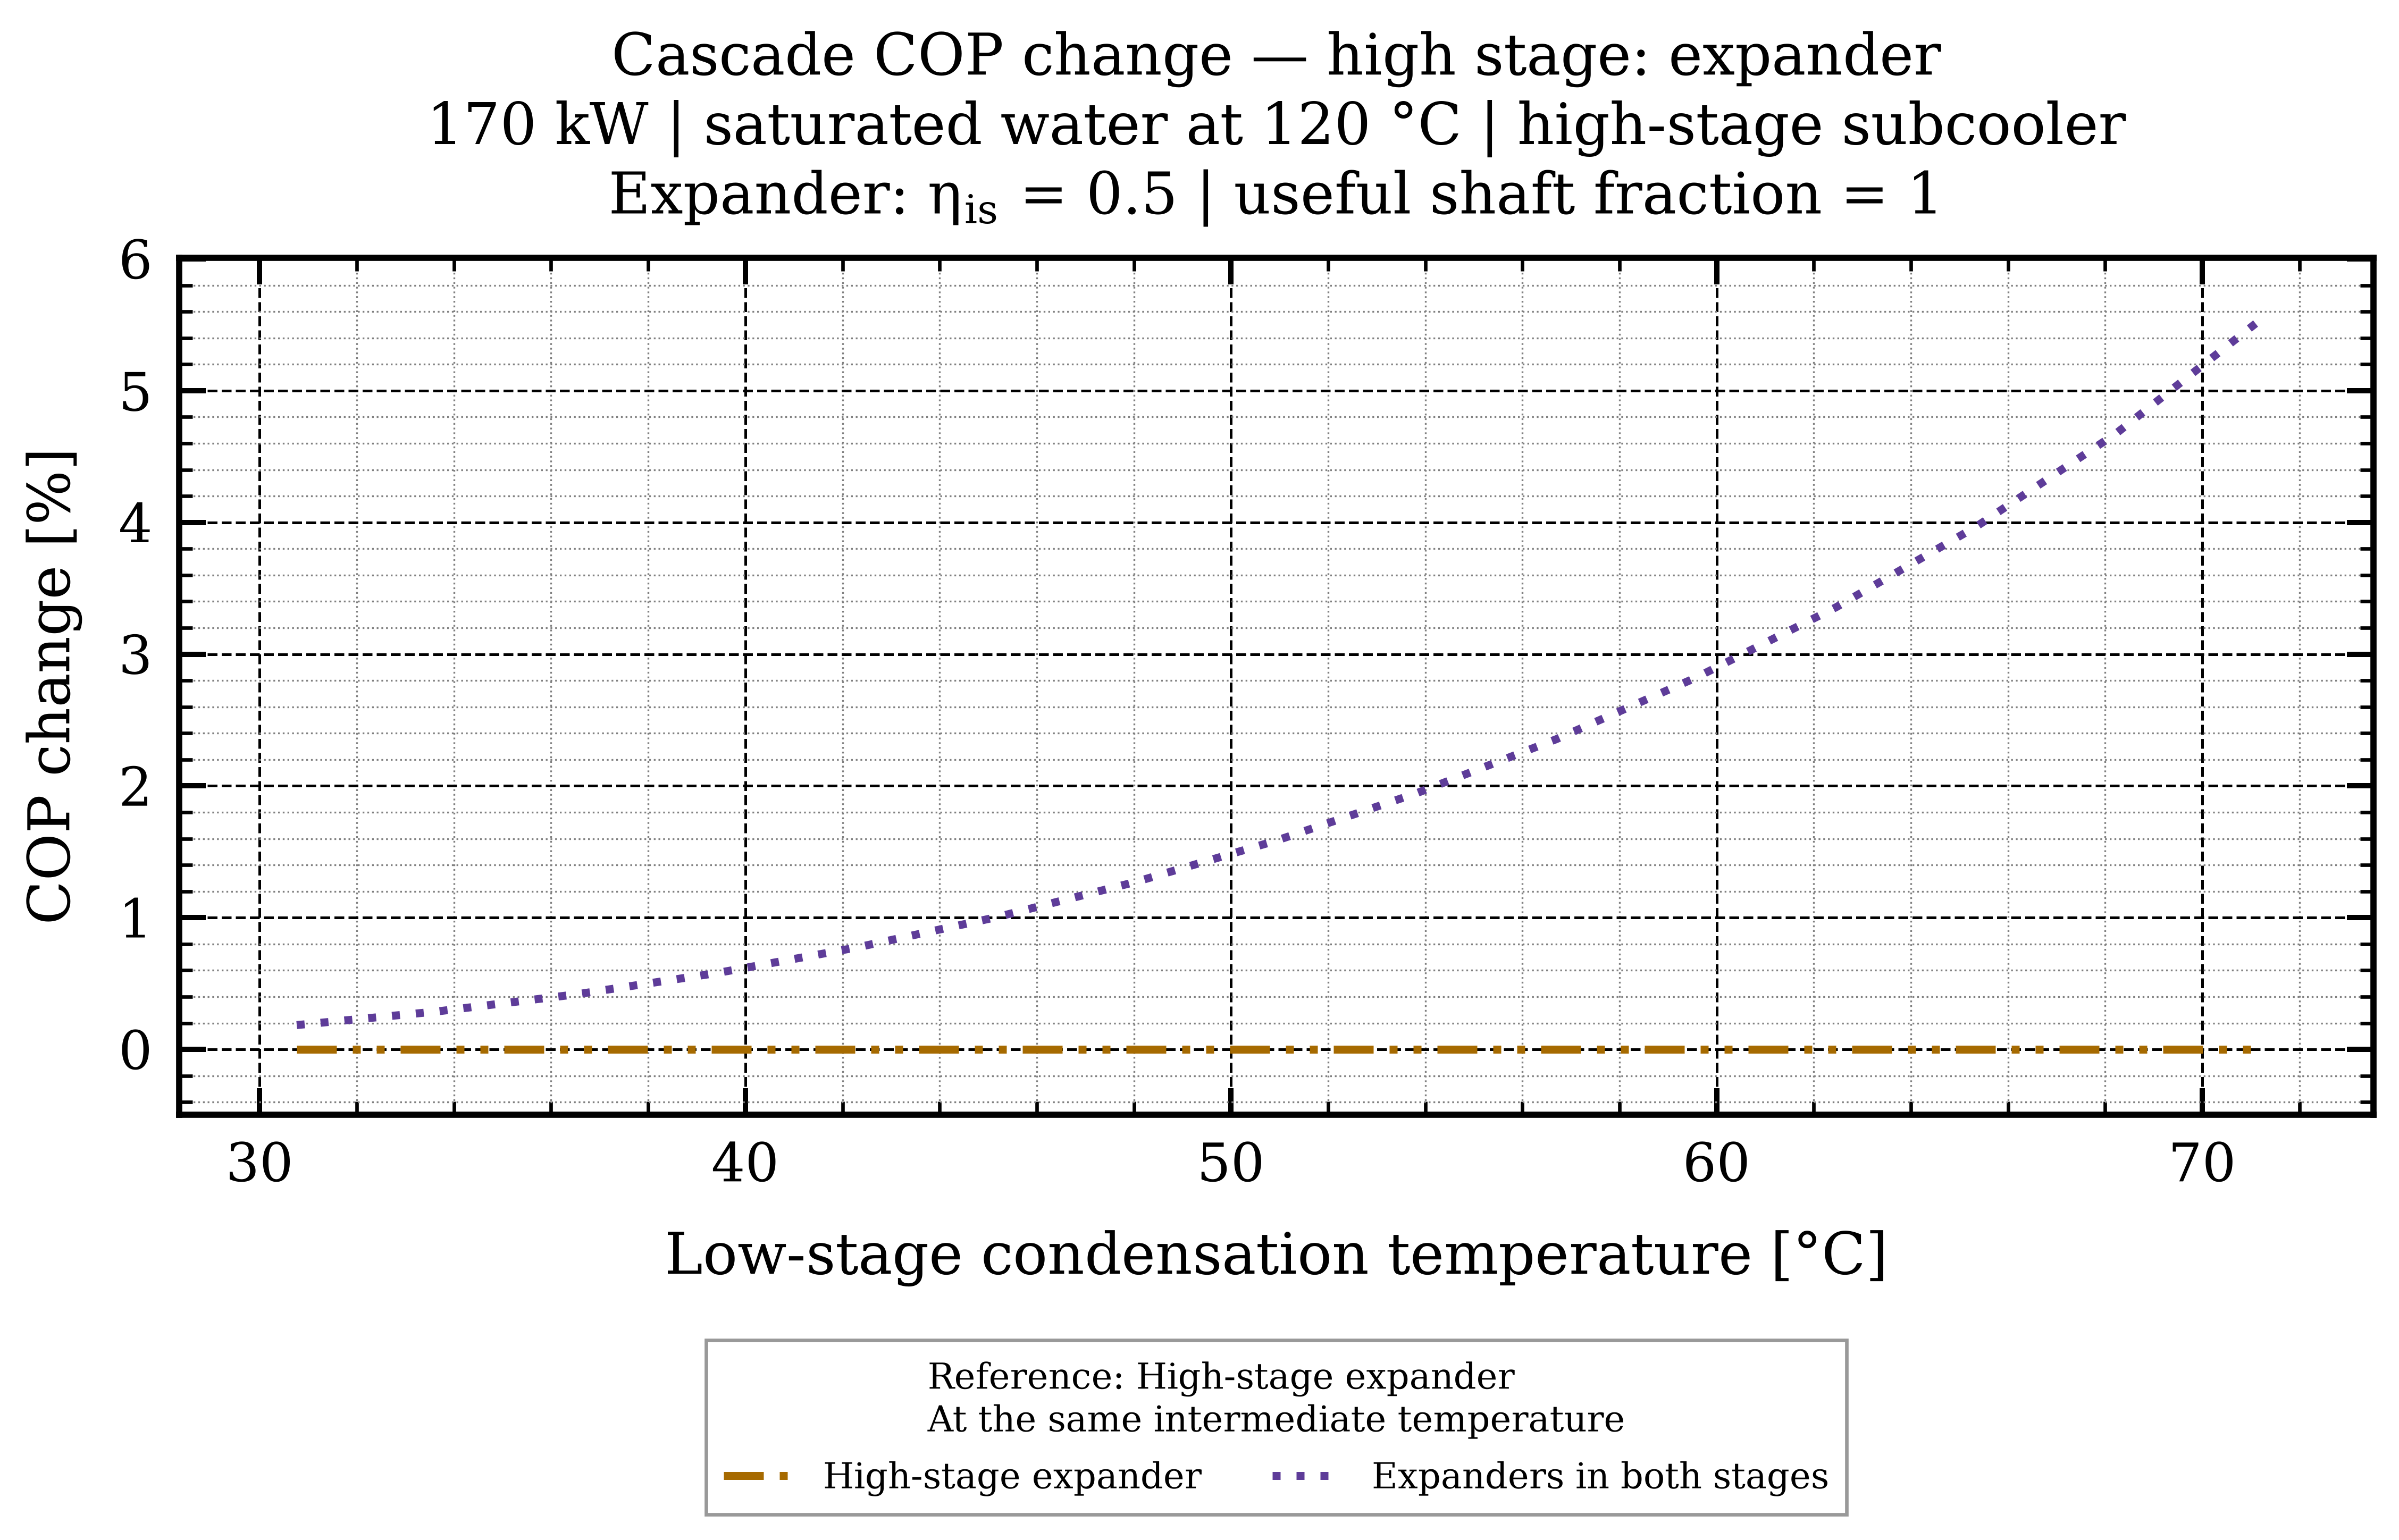 Cascade COP change — high stage: expander
170 kW | saturated water at 120 °C | high-stage subcooler
Expander: ηis = 0.5 | useful shaft fraction = 1
6
5
4
3
2
1
0
COP change [%]
30 40 50 60 70
Low-stage condensation temperature [°C]
Reference: High-stage expander
At the same intermediate temperature
High-stage expander Expanders in both stages